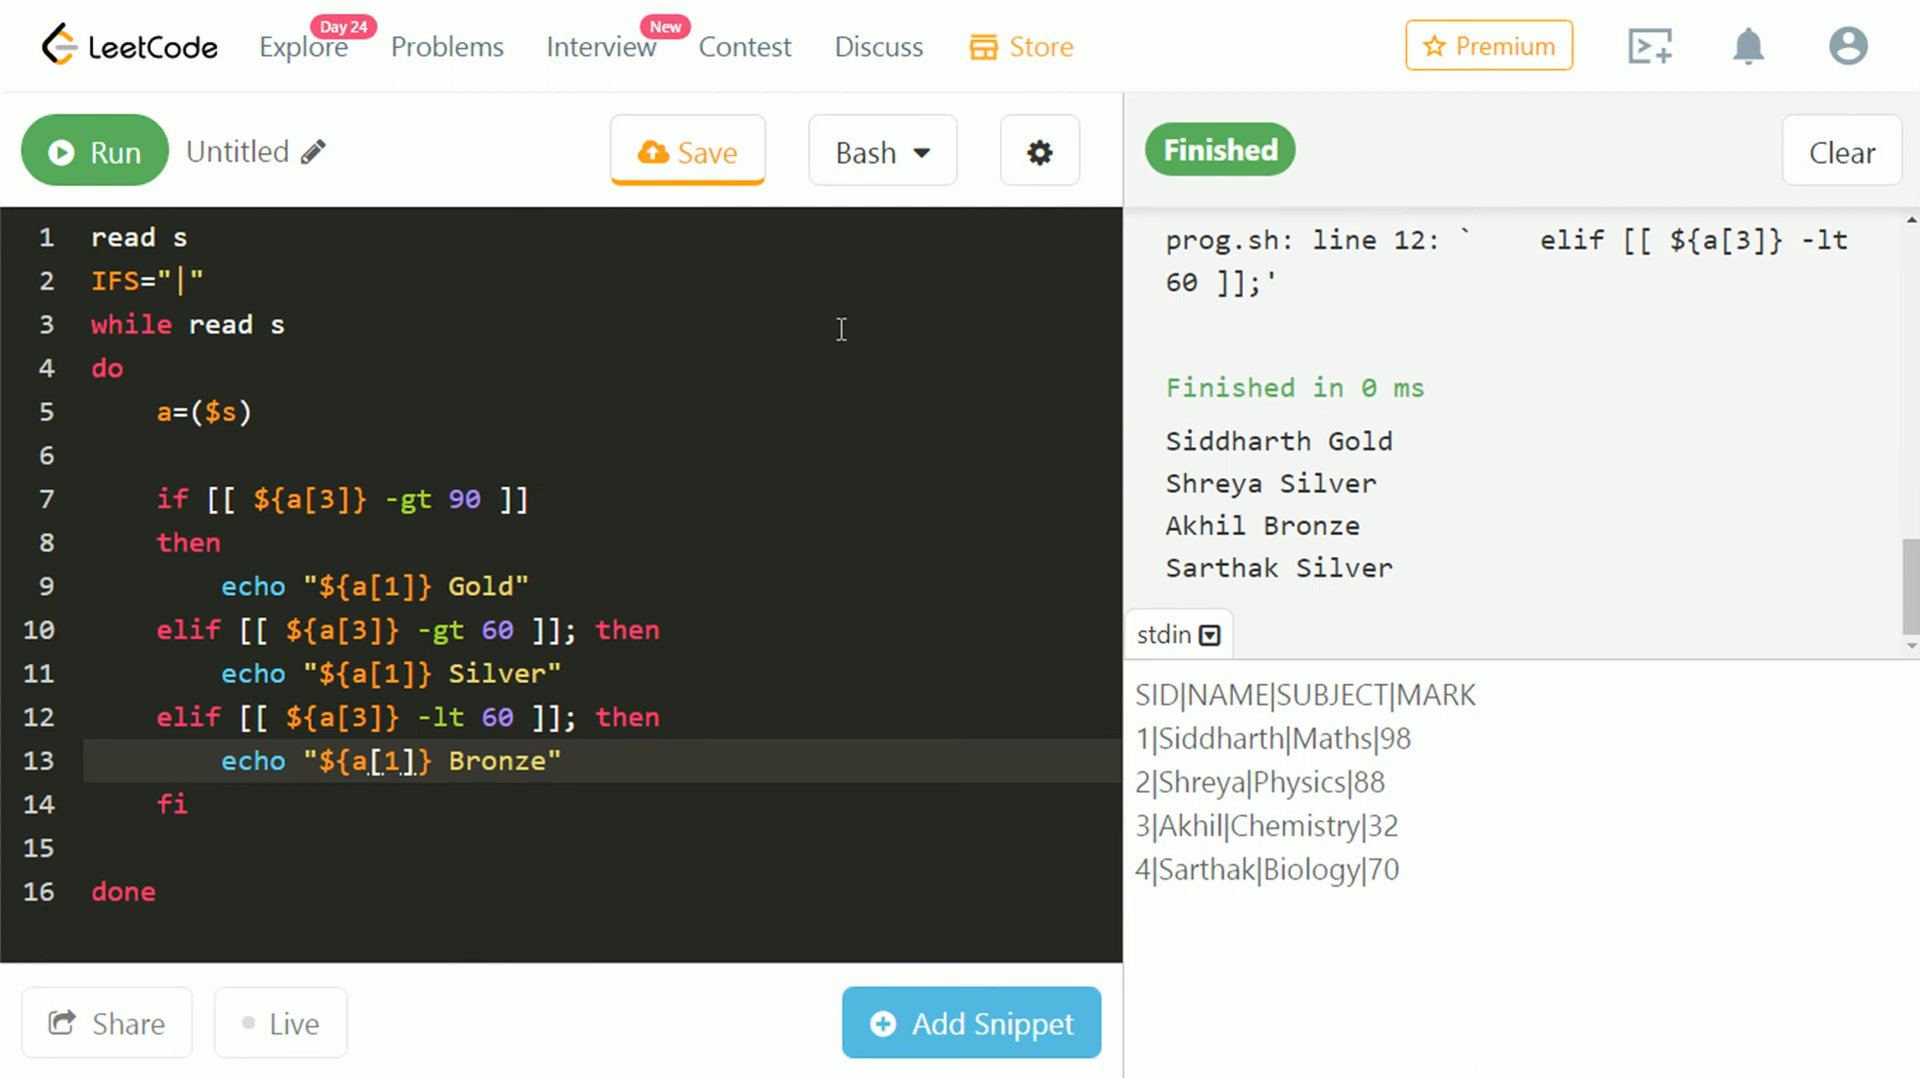 LeetCode
Explore
Day 24
Problems
Interview
New
Contest
Discuss
Store
Premium
Run
Untitled
Save
Bash
Finished
Clear
1 read s
2 IFS="|"
3 while read s
4 do
5     a=($s)
6
7     if [[ ${a[3]} -gt 90 ]]
8     then
9         echo "${a[1]} Gold"
10     elif [[ ${a[3]} -gt 60 ]]; then
11         echo "${a[1]} Silver"
12     elif [[ ${a[3]} -lt 60 ]]; then
13         echo "${a[1]} Bronze"
14     fi
15
16 done
prog.sh: line 12: `    elif [[ ${a[3]} -lt
60 ]];'
Finished in 0 ms
Siddharth Gold
Shreya Silver
Akhil Bronze
Sarthak Silver
stdin
SID|NAME|SUBJECT|MARK
1|Siddharth|Maths|98
2|Shreya|Physics|88
3|Akhil|Chemistry|32
4|Sarthak|Biology|70
Share
Live
Add Snippet